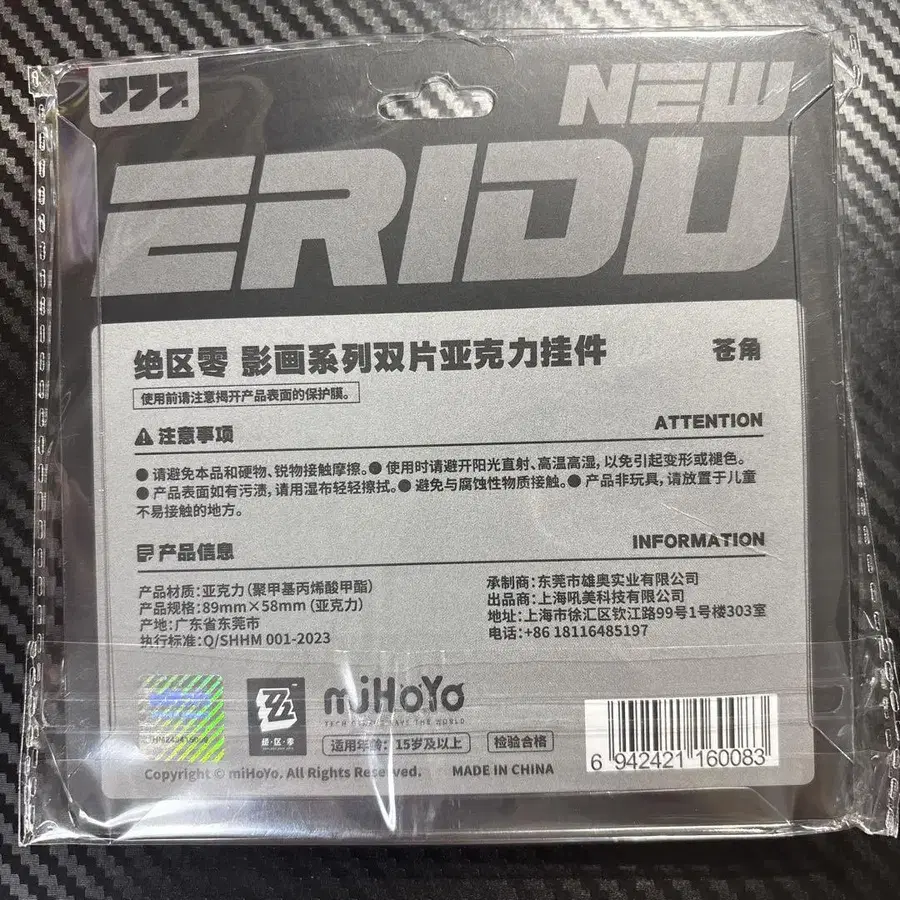 777.
NEW
ERIDU
绝区零 影画系列双片亚克力挂件
苍角
使用前请注意揭开产品表面的保护膜。
注意事项
ATTENTION
● 请避免本品和硬物、锐物接触摩擦。● 使用时请避开阳光直射、高温高湿，以免引起变形或褪色。
● 产品表面如有污渍，请用湿布轻轻擦拭。● 避免与腐蚀性物质接触。● 产品非玩具，请放置于儿童
不易接触的地方。
产品信息
INFORMATION
产品材质：亚克力（聚甲基丙烯酸甲酯）
产品规格：89mm×58mm（亚克力）
产地：广东省东莞市
执行标准：Q/SHHM 001-2023
承制商：东莞市雄奥实业有限公司
出品商：上海吼美科技有限公司
地址：上海市徐汇区钦江路99号1号楼303室
电话：+86 18116485197
绝·区·零
miHoYo
TECH OTAKUS SAVE THE WORLD
适用年龄：15岁及以上
检验合格
6 942421 160083
Copyright © miHoYo. All Rights Reserved.
MADE IN CHINA